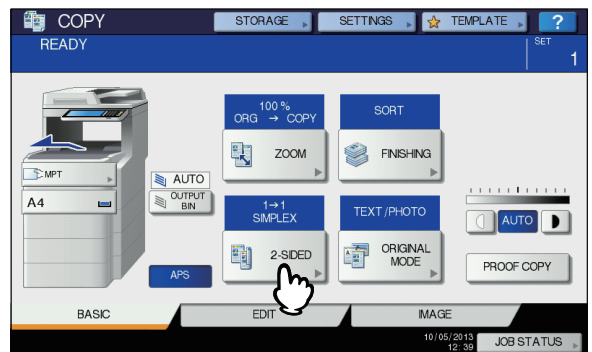 COPY
STORAGE
SETTINGS
TEMPLATE
?
READY
SET
1
100 %
ORG → COPY
ZOOM
SORT
FINISHING
MPT
A4
AUTO
OUTPUT
BIN
APS
1→1
SIMPLEX
2-SIDED
TEXT/PHOTO
ORIGINAL
MODE
AUTO
PROOF COPY
BASIC
EDIT
IMAGE
10/05/2013
12:39
JOB STATUS